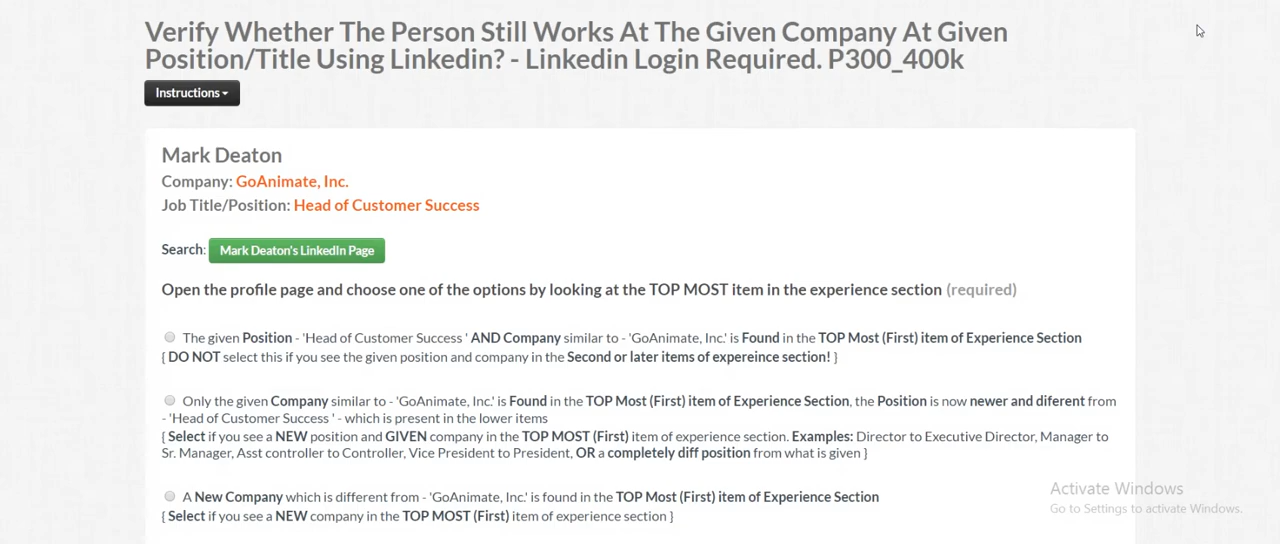 Verify Whether The Person Still Works At The Given Company At Given
Position/Title Using Linkedin? - Linkedin Login Required. P300_400k
Instructions
Mark Deaton
Company: GoAnimate, Inc.
Job Title/Position: Head of Customer Success
Search: Mark Deaton's LinkedIn Page
Open the profile page and choose one of the options by looking at the TOP MOST item in the experience section (required)
The given Position - 'Head of Customer Success ' AND Company similar to - 'GoAnimate, Inc.' is Found in the TOP Most (First) item of Experience Section
{ DO NOT select this if you see the given position and company in the Second or later items of expereince section! }
Only the given Company similar to - 'GoAnimate, Inc.' is Found in the TOP Most (First) item of Experience Section, the Position is now newer and diferent from
- 'Head of Customer Success ' - which is present in the lower items
{ Select if you see a NEW position and GIVEN company in the TOP MOST (First) item of experience section. Examples: Director to Executive Director, Manager to
Sr. Manager, Asst controller to Controller, Vice President to President, OR a completely diff position from what is given }
A New Company which is different from - 'GoAnimate, Inc.' is found in the TOP Most (First) item of Experience Section
{ Select if you see a NEW company in the TOP MOST (First) item of experience section }
Activate Windows
Go to Settings to activate Windows.